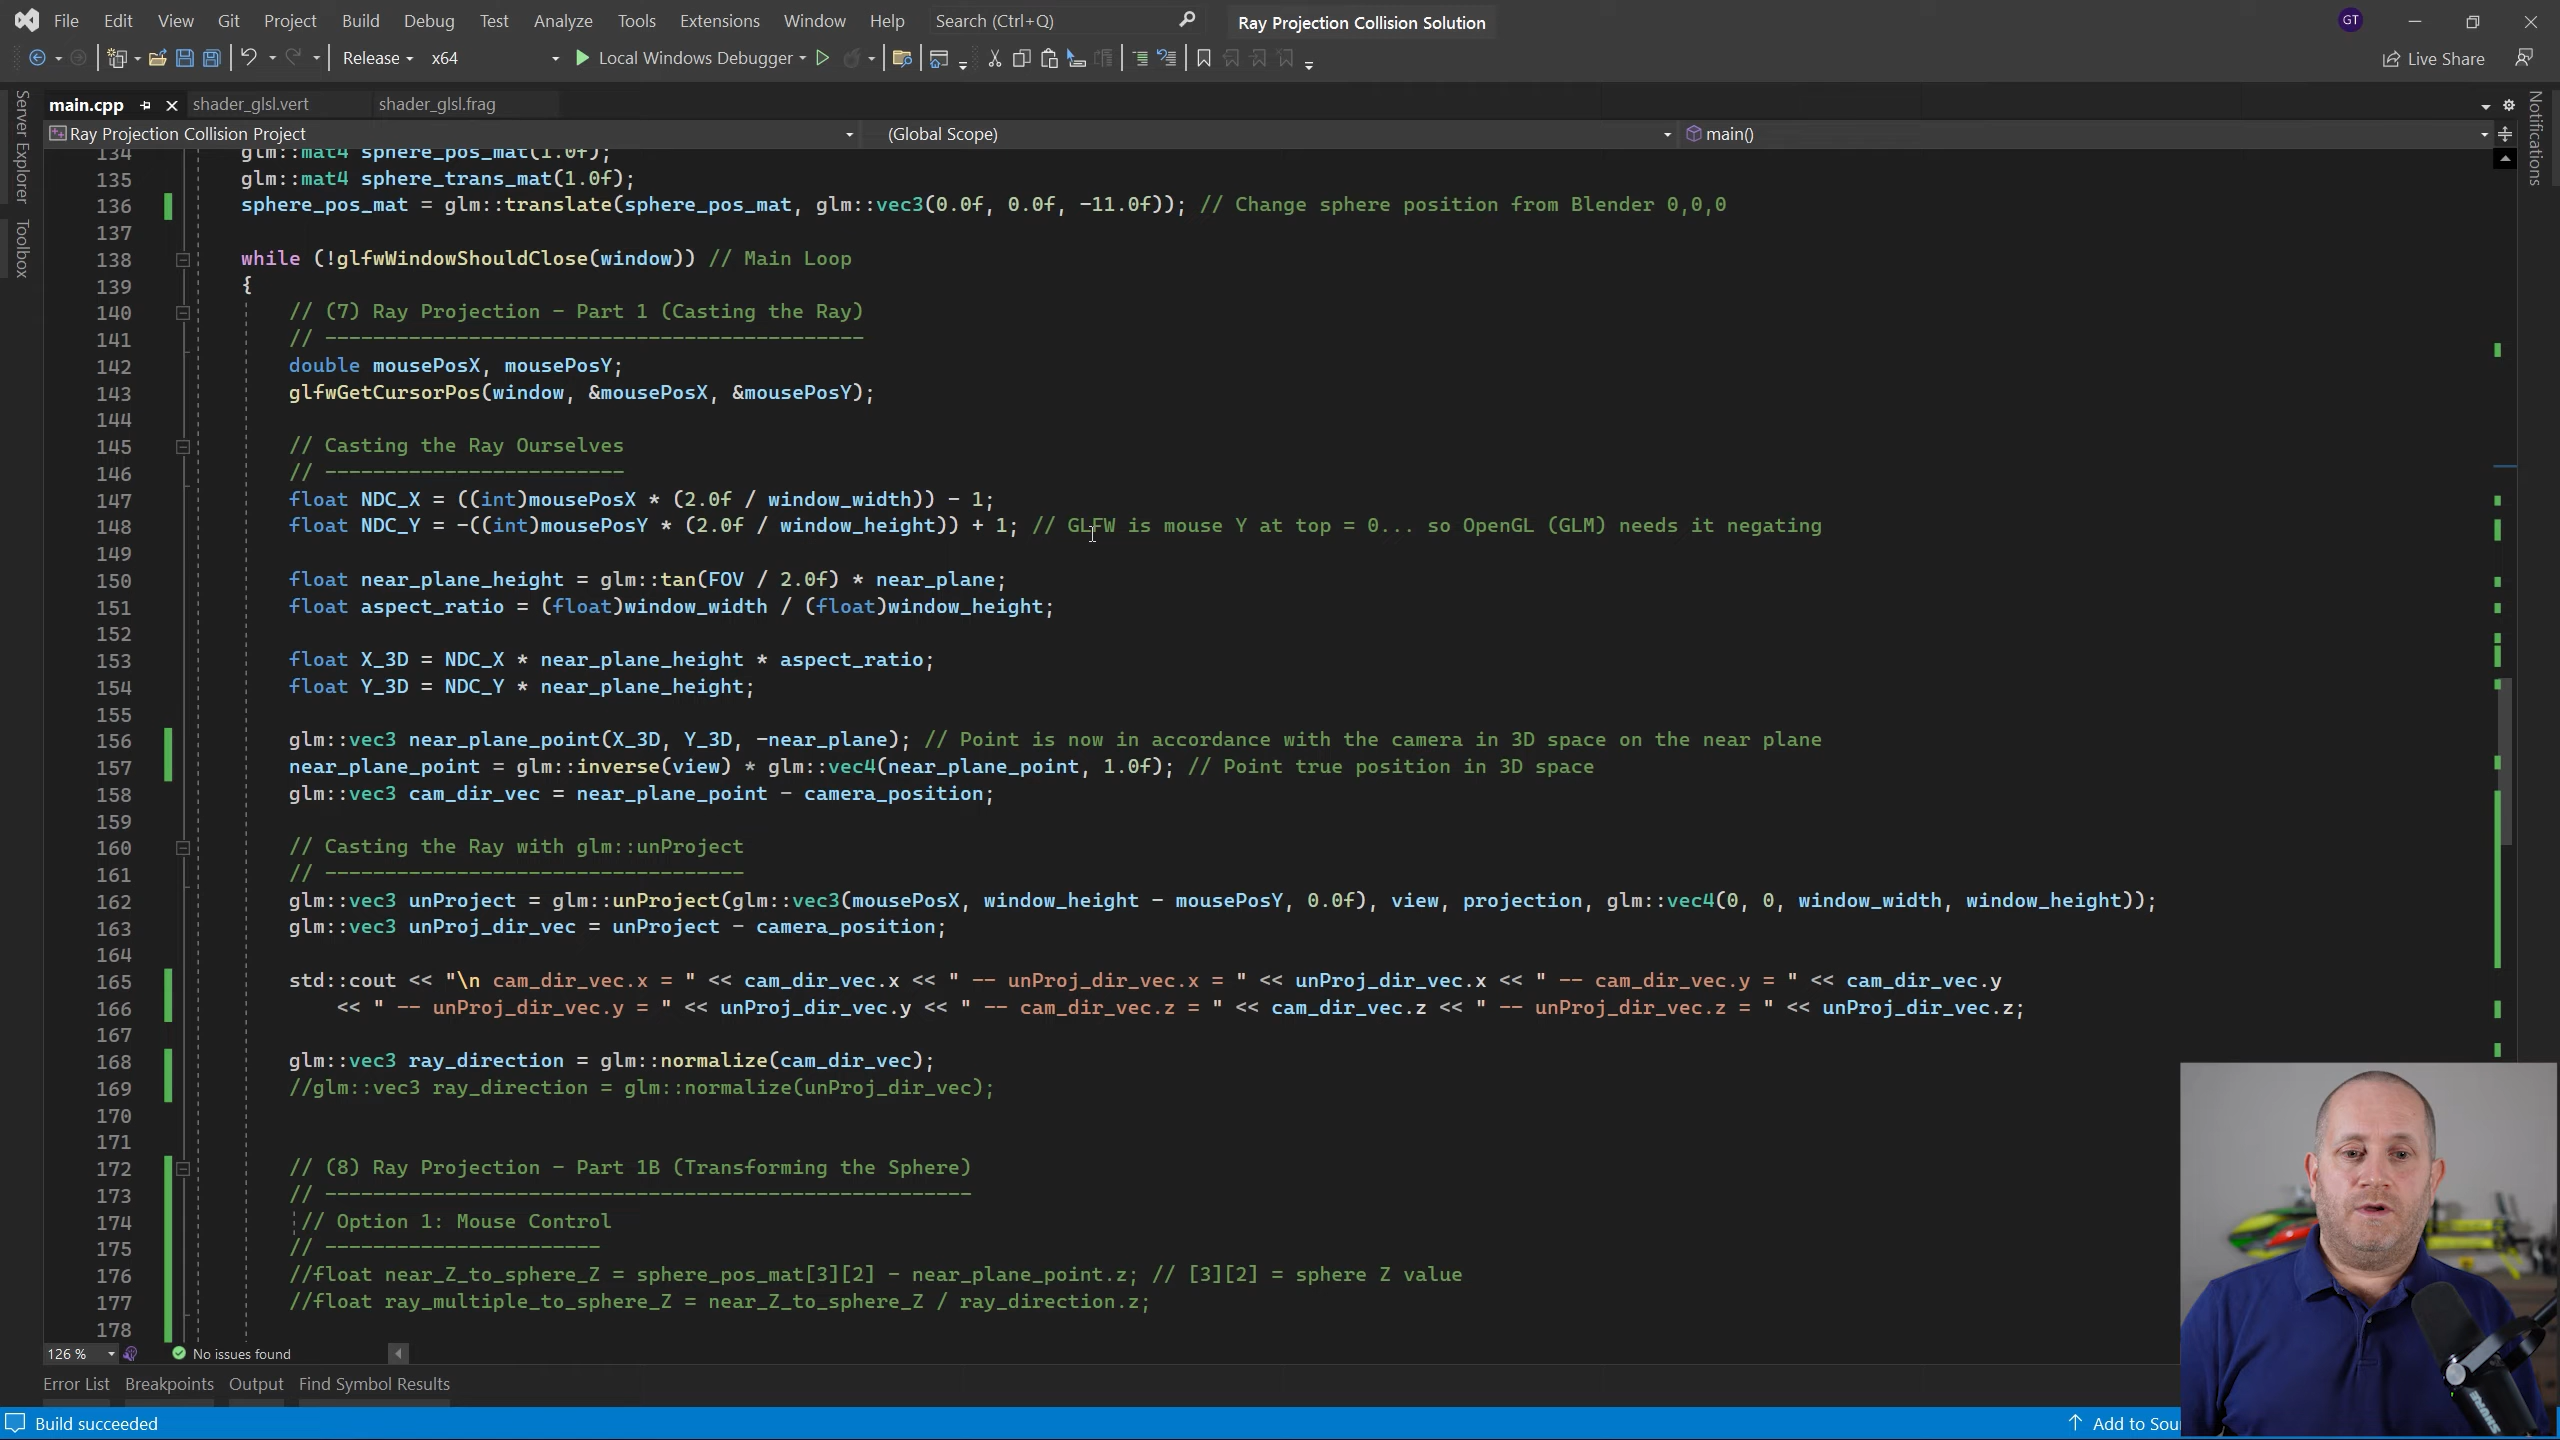 File Edit View Git Project Build Debug Test Analyze Tools Extensions Window Help Search (Ctrl+Q) Ray Projection Collision Solution GT
Release x64 Local Windows Debugger Live Share
main.cpp shader_glsl.vert shader_glsl.frag
Ray Projection Collision Project (Global Scope) main()
Server Explorer
Toolbox
Notifications
134 glm::mat4 sphere_pos_mat(1.0f);
135 glm::mat4 sphere_trans_mat(1.0f);
136 sphere_pos_mat = glm::translate(sphere_pos_mat, glm::vec3(0.0f, 0.0f, -11.0f)); // Change sphere position from Blender 0,0,0
137
138 while (!glfwWindowShouldClose(window)) // Main Loop
139 {
140 // (7) Ray Projection - Part 1 (Casting the Ray)
141 // ---------------------------------------------
142 double mousePosX, mousePosY;
143 glfwGetCursorPos(window, &mousePosX, &mousePosY);
144
145 // Casting the Ray Ourselves
146 // -------------------------
147 float NDC_X = ((int)mousePosX * (2.0f / window_width)) - 1;
148 float NDC_Y = -((int)mousePosY * (2.0f / window_height)) + 1; // GLFW is mouse Y at top = 0... so OpenGL (GLM) needs it negating
149
150 float near_plane_height = glm::tan(FOV / 2.0f) * near_plane;
151 float aspect_ratio = (float)window_width / (float)window_height;
152
153 float X_3D = NDC_X * near_plane_height * aspect_ratio;
154 float Y_3D = NDC_Y * near_plane_height;
155
156 glm::vec3 near_plane_point(X_3D, Y_3D, -near_plane); // Point is now in accordance with the camera in 3D space on the near plane
157 near_plane_point = glm::inverse(view) * glm::vec4(near_plane_point, 1.0f); // Point true position in 3D space
158 glm::vec3 cam_dir_vec = near_plane_point - camera_position;
159
160 // Casting the Ray with glm::unProject
161 // -----------------------------------
162 glm::vec3 unProject = glm::unProject(glm::vec3(mousePosX, window_height - mousePosY, 0.0f), view, projection, glm::vec4(0, 0, window_width, window_height));
163 glm::vec3 unProj_dir_vec = unProject - camera_position;
164
165 std::cout << "\n cam_dir_vec.x = " << cam_dir_vec.x << " -- unProj_dir_vec.x = " << unProj_dir_vec.x << " -- cam_dir_vec.y = " << cam_dir_vec.y
166 << " -- unProj_dir_vec.y = " << unProj_dir_vec.y << " -- cam_dir_vec.z = " << cam_dir_vec.z << " -- unProj_dir_vec.z = " << unProj_dir_vec.z;
167
168 glm::vec3 ray_direction = glm::normalize(cam_dir_vec);
169 //glm::vec3 ray_direction = glm::normalize(unProj_dir_vec);
170
171
172 // (8) Ray Projection - Part 1B (Transforming the Sphere)
173 // ------------------------------------------------------
174 // Option 1: Mouse Control
175 // -----------------------
176 //float near_Z_to_sphere_Z = sphere_pos_mat[3][2] - near_plane_point.z; // [3][2] = sphere Z value
177 //float ray_multiple_to_sphere_Z = near_Z_to_sphere_Z / ray_direction.z;
178
126 % No issues found
Error List Breakpoints Output Find Symbol Results
Build succeeded Add to Sou